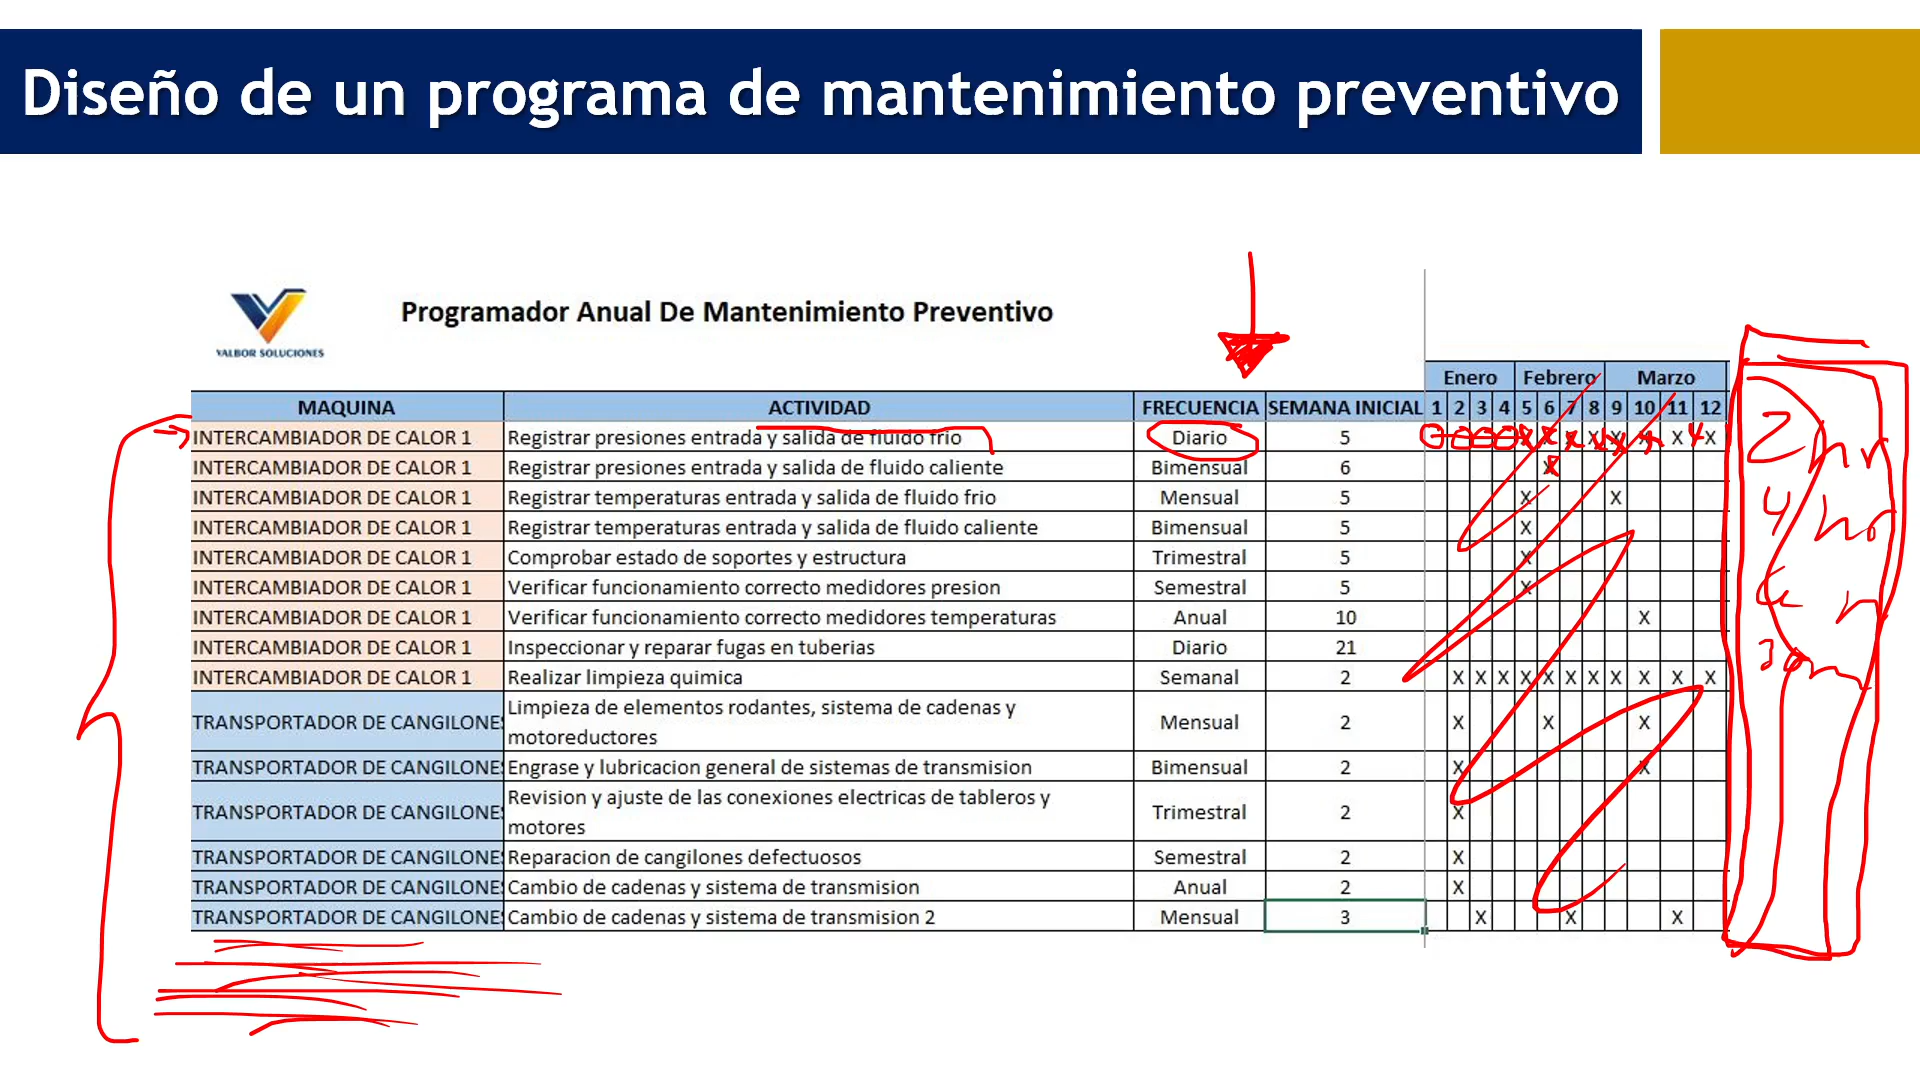 Diseño de un programa de mantenimiento preventivo
VALBOR SOLUCIONES
Programador Anual De Mantenimiento Preventivo
Enero Febrero Marzo
MAQUINA ACTIVIDAD FRECUENCIA SEMANA INICIAL 1 2 3 4 5 6 7 8 9 10 11 12
INTERCAMBIADOR DE CALOR 1 Registrar presiones entrada y salida de fluido frio Diario 5 X X X X X X X X
2 hr
INTERCAMBIADOR DE CALOR 1 Registrar presiones entrada y salida de fluido caliente Bimensual 6 X
INTERCAMBIADOR DE CALOR 1 Registrar temperaturas entrada y salida de fluido frio Mensual 5 X X
INTERCAMBIADOR DE CALOR 1 Registrar temperaturas entrada y salida de fluido caliente Bimensual 5 X
INTERCAMBIADOR DE CALOR 1 Comprobar estado de soportes y estructura Trimestral 5 X
INTERCAMBIADOR DE CALOR 1 Verificar funcionamiento correcto medidores presion Semestral 5 X
INTERCAMBIADOR DE CALOR 1 Verificar funcionamiento correcto medidores temperaturas Anual 10 X
INTERCAMBIADOR DE CALOR 1 Inspeccionar y reparar fugas en tuberias Diario 21
INTERCAMBIADOR DE CALOR 1 Realizar limpieza quimica Semanal 2 X X X X X X X X X X X
TRANSPORTADOR DE CANGILONES Limpieza de elementos rodantes, sistema de cadenas y
motoreductores Mensual 2 X X X
TRANSPORTADOR DE CANGILONES Engrase y lubricacion general de sistemas de transmision Bimensual 2 X X
TRANSPORTADOR DE CANGILONES Revision y ajuste de las conexiones electricas de tableros y
motores Trimestral 2 X
TRANSPORTADOR DE CANGILONES Reparacion de cangilones defectuosos Semestral 2 X
TRANSPORTADOR DE CANGILONES Cambio de cadenas y sistema de transmision Anual 2 X
TRANSPORTADOR DE CANGILONES Cambio de cadenas y sistema de transmision 2 Mensual 3 X X X